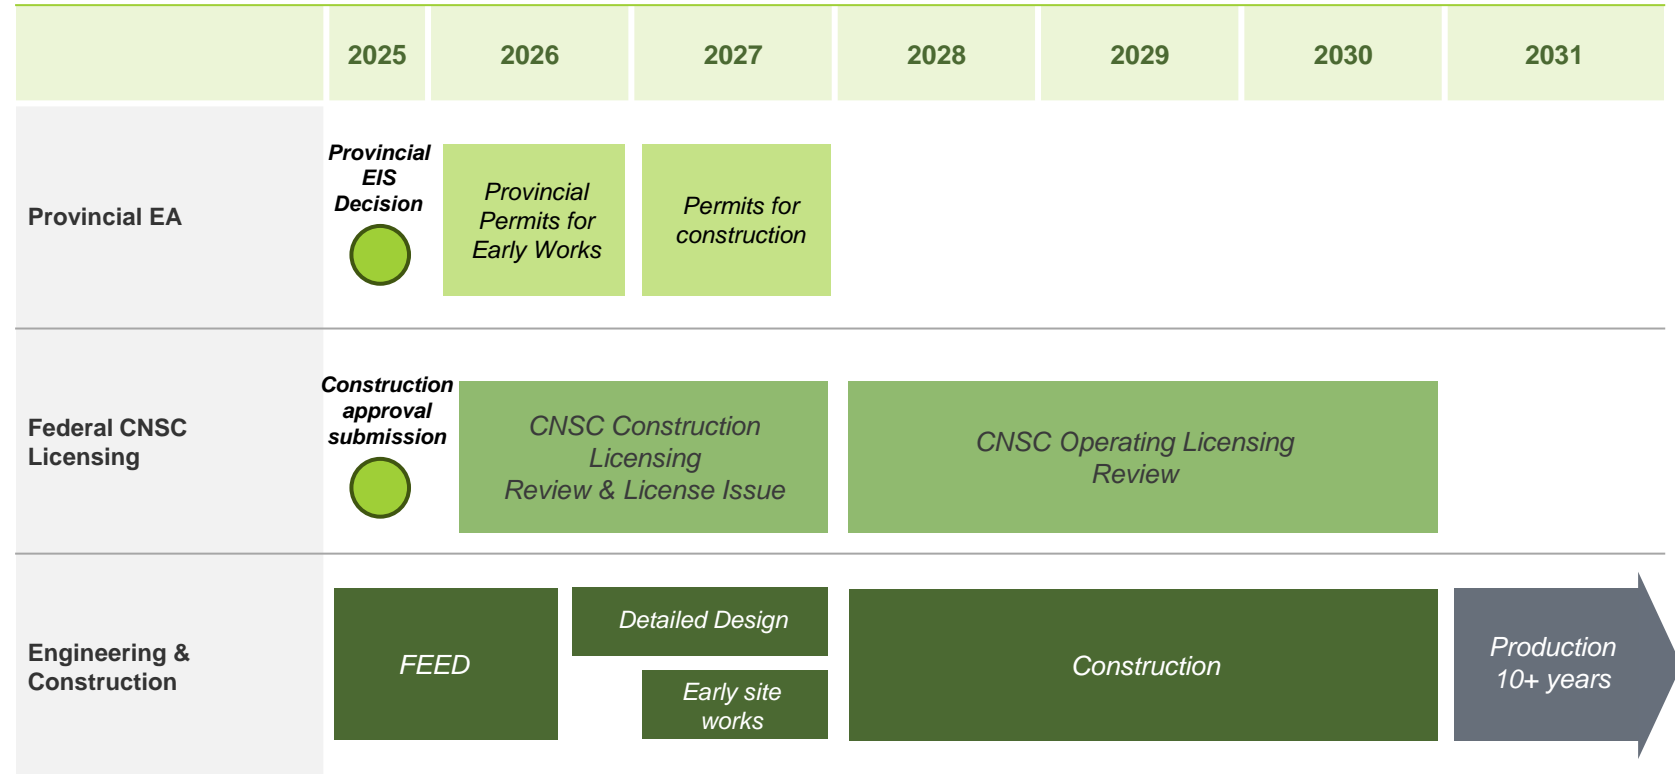 2025 2026 2027 2028 2029 2030 2031
Provincial EA
Provincial
EIS
Decision
Provincial
Permits for
Early Works
Permits for
construction
Federal CNSC
Licensing
Construction
approval
submission
CNSC Construction
Licensing
Review & License Issue
CNSC Operating Licensing
Review
Engineering &
Construction
FEED
Detailed Design
Early site
works
Construction
Production
10+ years